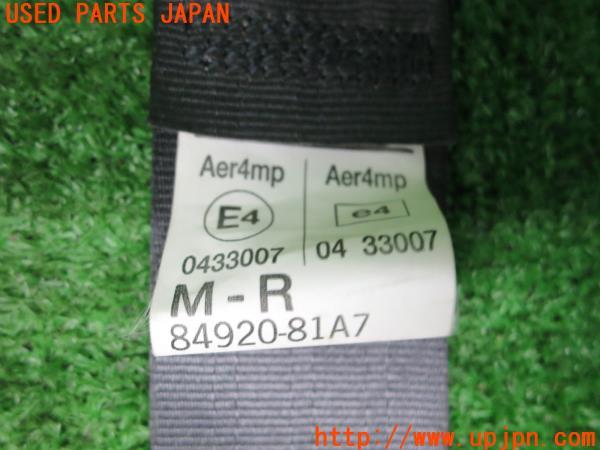 USED PARTS JAPAN
Aer4mp
Aer4mp
E4
e4
0433007
04 33007
M-R
84920-81A7
http://www.upjpn.com/